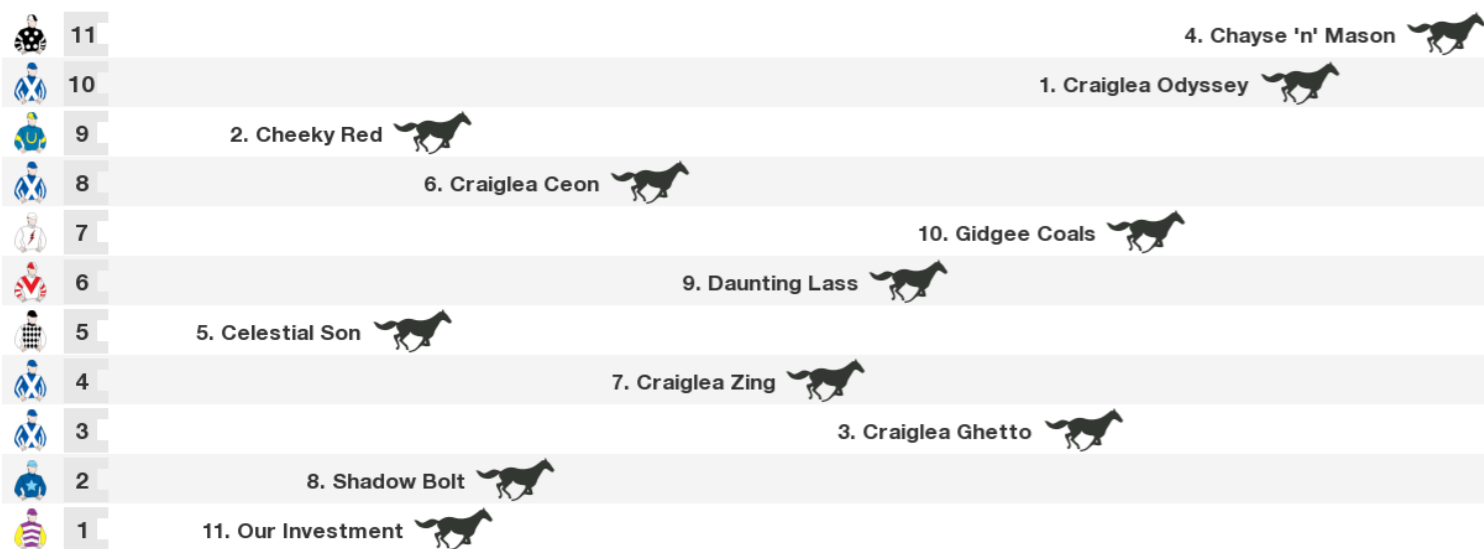 11 4. Chayse 'n' Mason
10 1. Craiglea Odyssey
9 2. Cheeky Red
8 6. Craiglea Ceon
7 10. Gidgee Coals
6 9. Daunting Lass
5 5. Celestial Son
4 7. Craiglea Zing
3 3. Craiglea Ghetto
2 8. Shadow Bolt
1 11. Our Investment